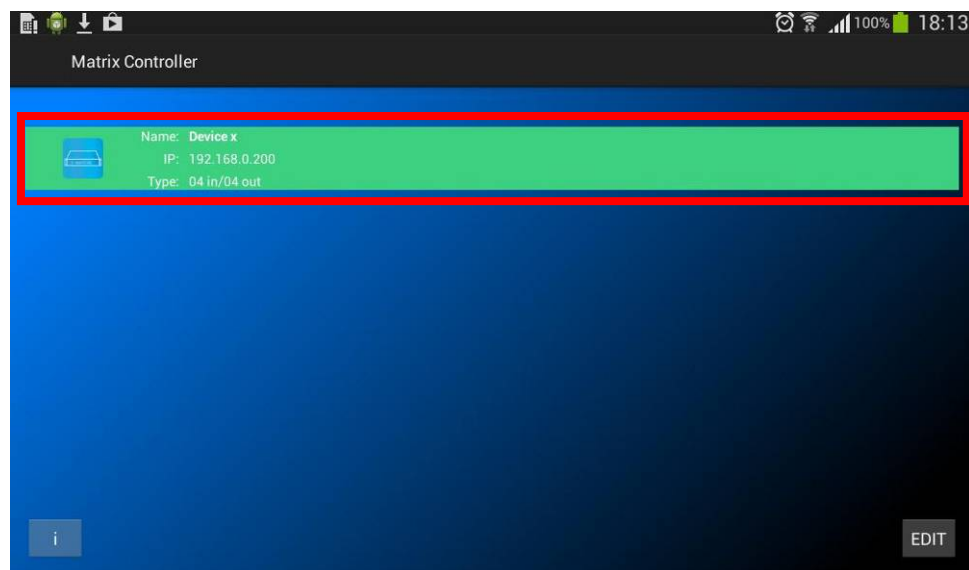 100% 18:13
Matrix Controller
Name: Device x
IP: 192.168.0.200
Type: 04 in/04 out
i
EDIT